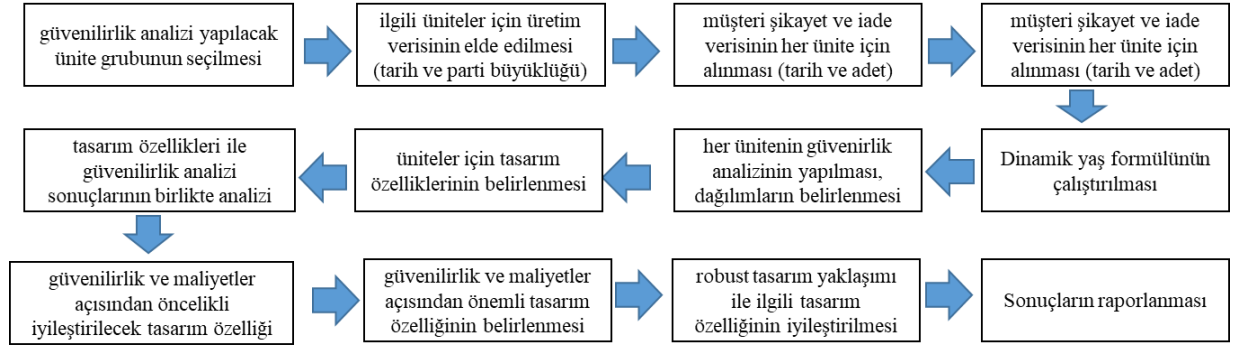 güvenilirlik analizi yapılacak
ünite grubunun seçilmesi
ilgili üniteler için üretim
verisinin elde edilmesi
(tarih ve parti büyüklüğü)
müşteri şikayet ve iade
verisinin her ünite için
alınması (tarih ve adet)
müşteri şikayet ve iade
verisinin her ünite için
alınması (tarih ve adet)
Dinamik yaş formülünün
çalıştırılması
her ünitenin güvenirlik
analizinin yapılması,
dağılımların belirlenmesi
üniteler için tasarım
özelliklerinin belirlenmesi
tasarım özellikleri ile
güvenilirlik analizi
sonuçlarının birlikte analizi
güvenilirlik ve maliyetler
açısından öncelikli
iyileştirilecek tasarım özelliği
güvenilirlik ve maliyetler
açısından önemli tasarım
özelliğinin belirlenmesi
robust tasarım yaklaşımı
ile ilgili tasarım
özelliğinin iyileştirilmesi
Sonuçların raporlanması